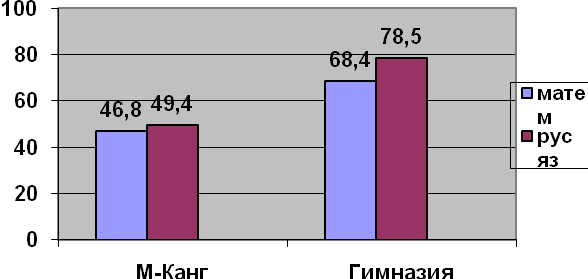 100
80
60
40
20
0
46,8
49,4
68,4
78,5
М-Канг
Гимназия
мате
м
рус
яз